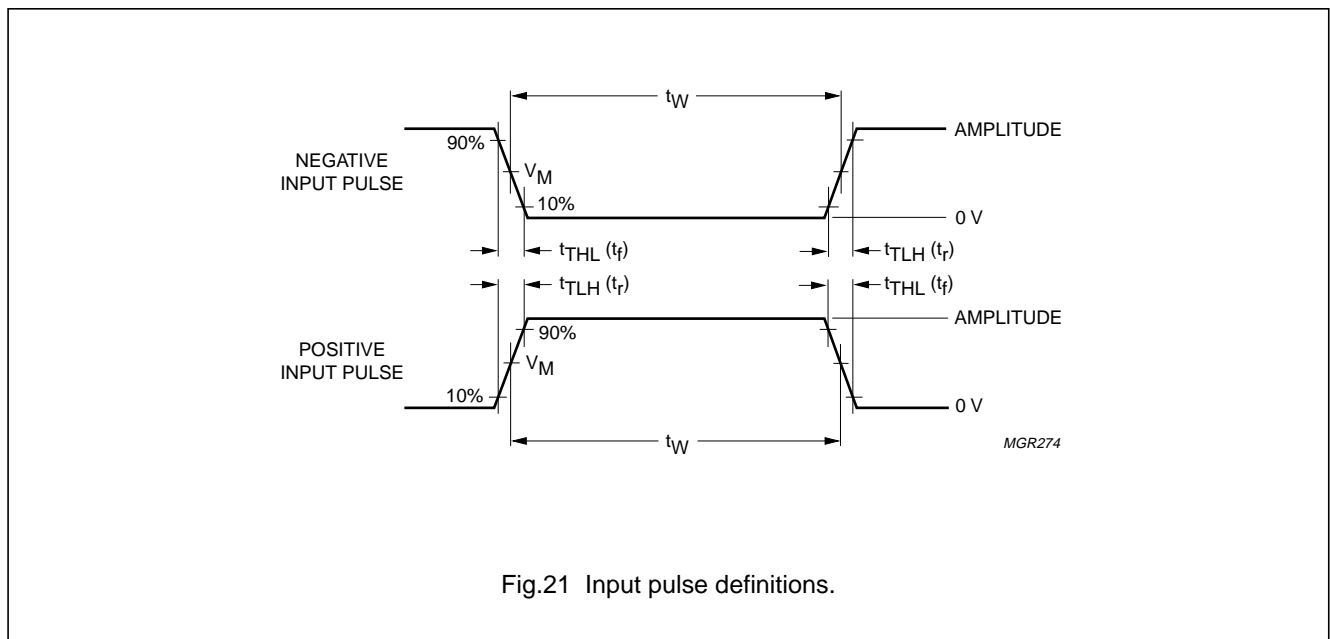 tW
90%
AMPLITUDE
NEGATIVE
INPUT PULSE
VM
10%
0 V
tTHL (tf)
tTLH (tr)
tTLH (tr)
tTHL (tf)
AMPLITUDE
90%
POSITIVE
INPUT PULSE
VM
10%
0 V
tW
MGR274
Fig.21 Input pulse definitions.